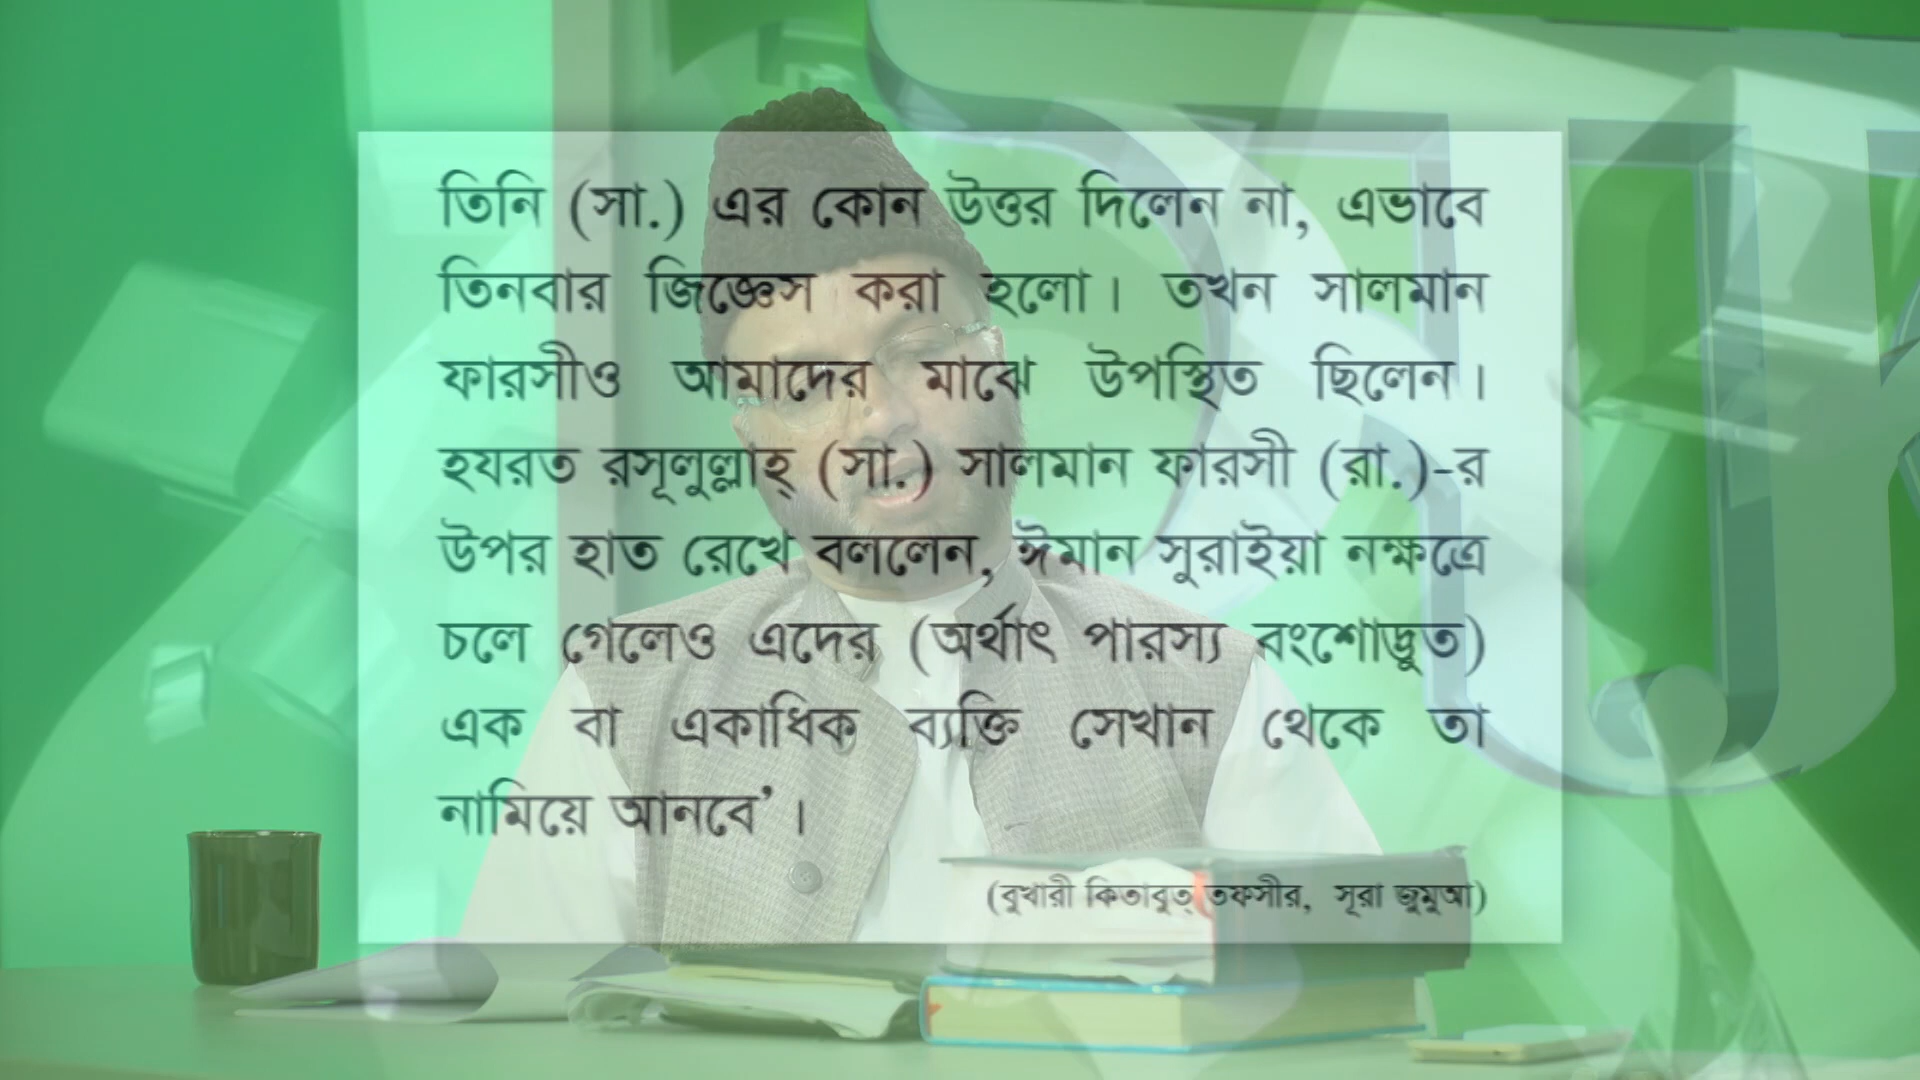 তিনি (সা.) এর কোন উত্তর দিলেন না, এভাবে
তিনবার জিজ্ঞেস করা হলো। তখন সালমান
ফারসীও আমাদের মাঝে উপস্থিত ছিলেন।
হযরত রসূলুল্লাহ্ (সা.) সালমান ফারসী (রা.)-র
উপর হাত রেখে বললেন, ঈমান সুরাইয়া নক্ষত্রে
চলে গেলেও এদের (অর্থাৎ পারস্য বংশোদ্ভূত)
এক বা একাধিক ব্যক্তি সেখান থেকে তা
নামিয়ে আনবে’।
(বুখারী কিতাবুত্ তফসীর, সূরা জুমুআ)